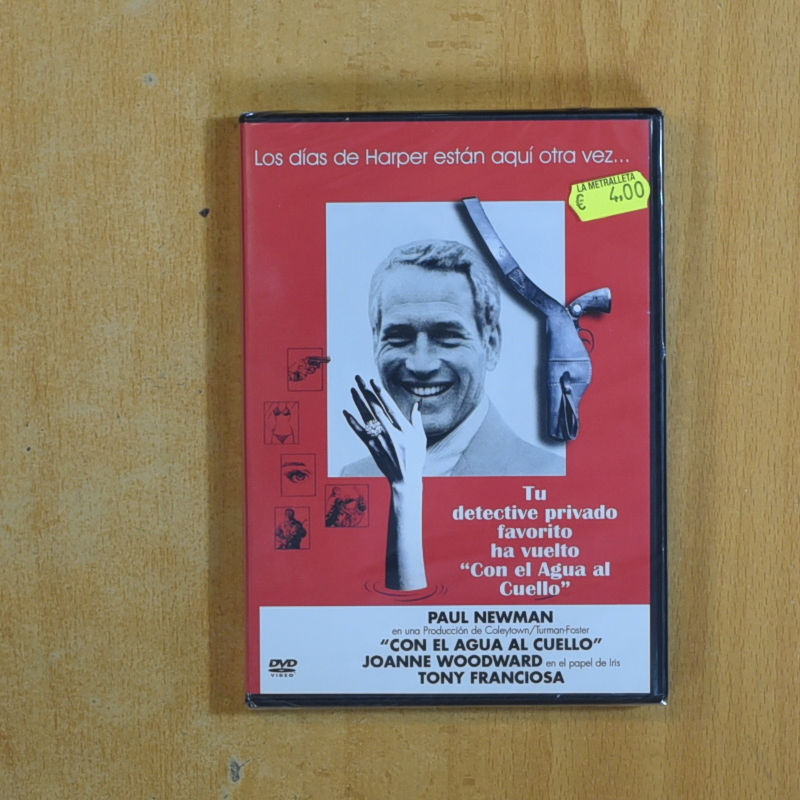 Los días de Harper están aquí otra vez...
LA METRALLETA
€ 4,00
Tu
detective privado
favorito
ha vuelto
“Con el Agua al
Cuello”
PAUL NEWMAN
en una Producción de Coleytown/Turman-Foster
“CON EL AGUA AL CUELLO”
JOANNE WOODWARD en el papel de Iris
TONY FRANCIOSA
DVD
VIDEO